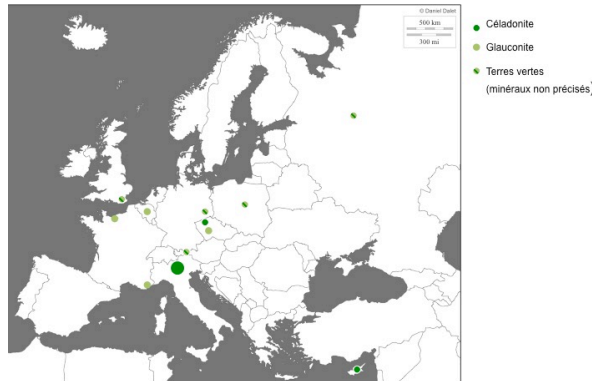 © Daniel Dalet
500 km
300 mi
Céladonite
Glauconite
Terres vertes
(minéraux non précisés)